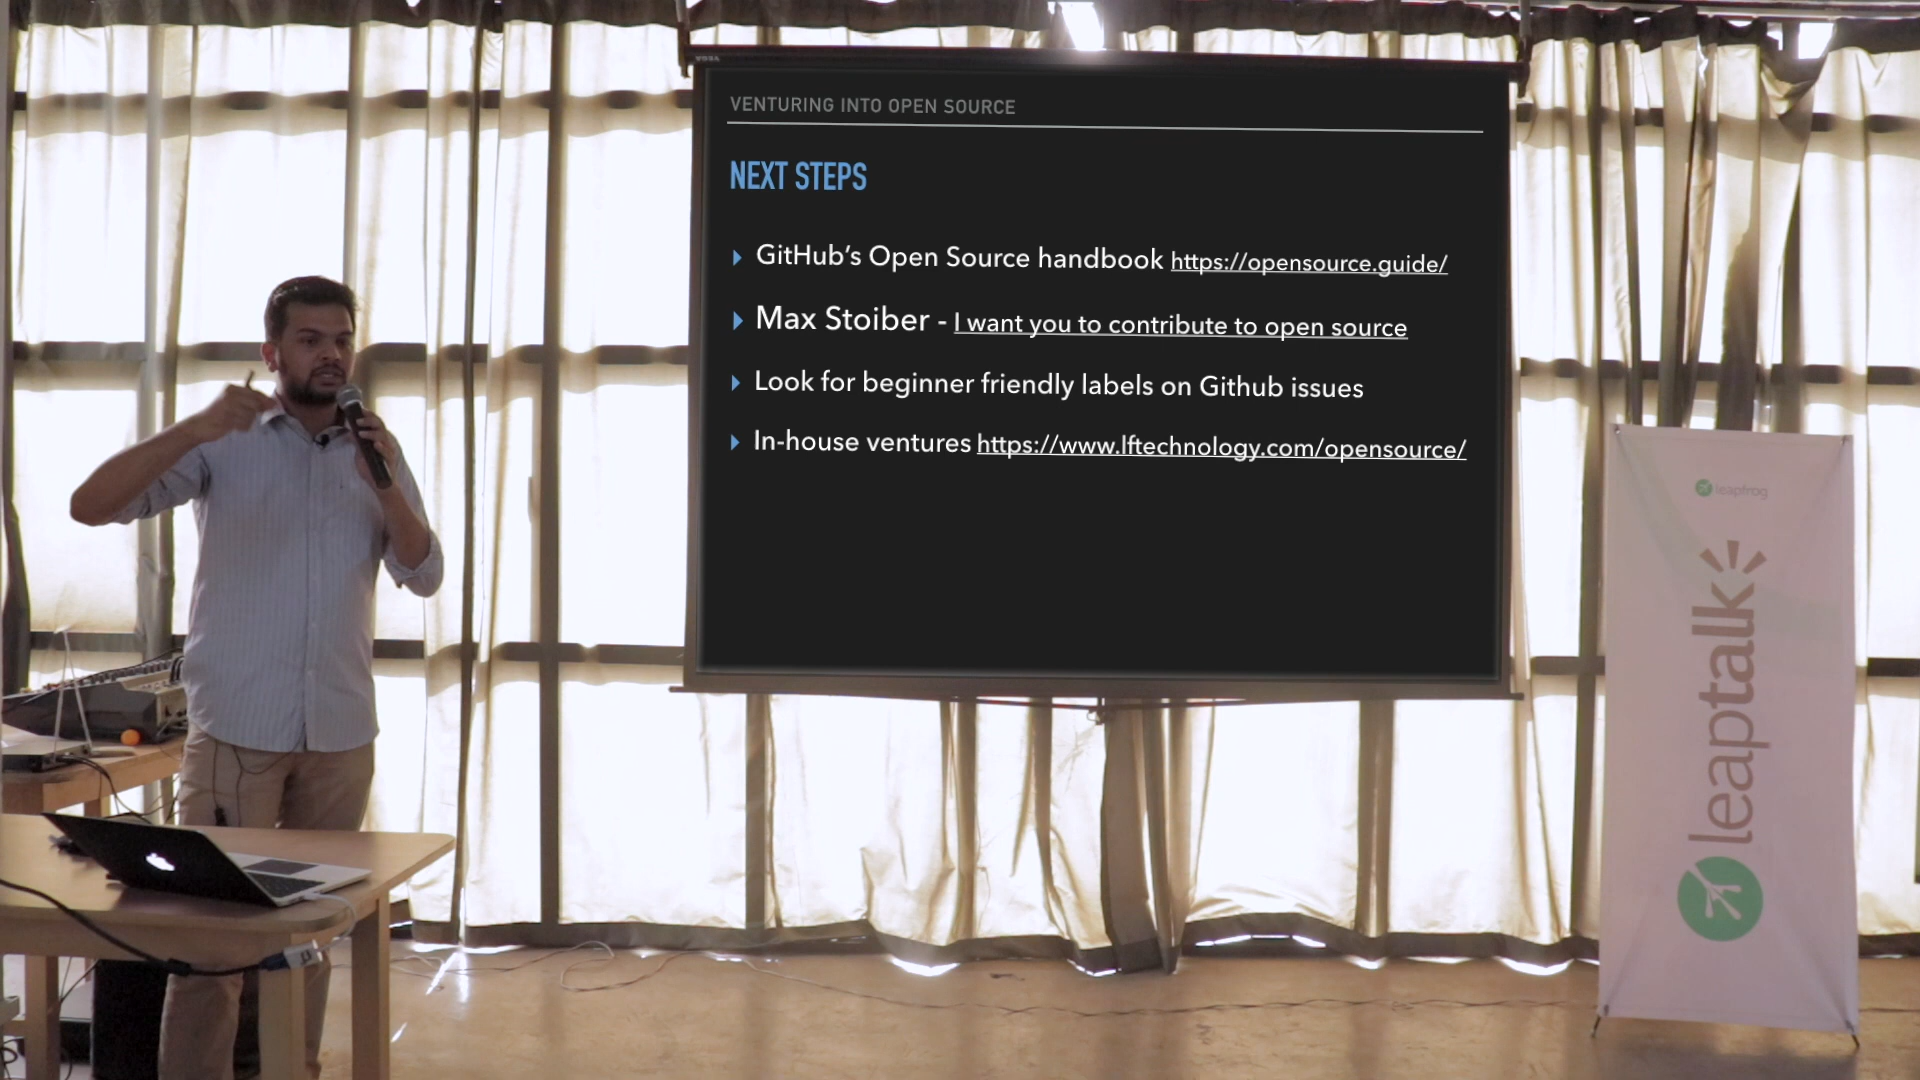 VEGA
VENTURING INTO OPEN SOURCE
NEXT STEPS
GitHub’s Open Source handbook https://opensource.guide/
Max Stoiber - I want you to contribute to open source
Look for beginner friendly labels on Github issues
In-house ventures https://www.lftechnology.com/opensource/
leapfrog
leaptalk